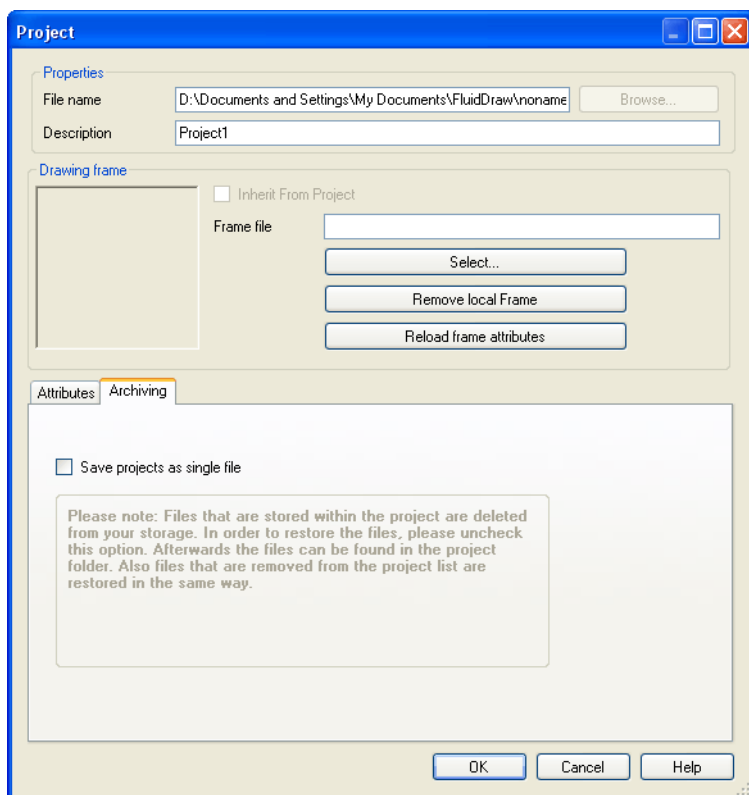 Project
Properties
File name D:\Documents and Settings\My Documents\FluidDraw\noname Browse...
Description Project1
Drawing frame
Inherit From Project
Frame file
Select...
Remove local Frame
Reload frame attributes
Attributes Archiving
Save projects as single file
Please note: Files that are stored within the project are deleted
from your storage. In order to restore the files, please uncheck
this option. Afterwards the files can be found in the project
folder. Also files that are removed from the project list are
restored in the same way.
OK Cancel Help